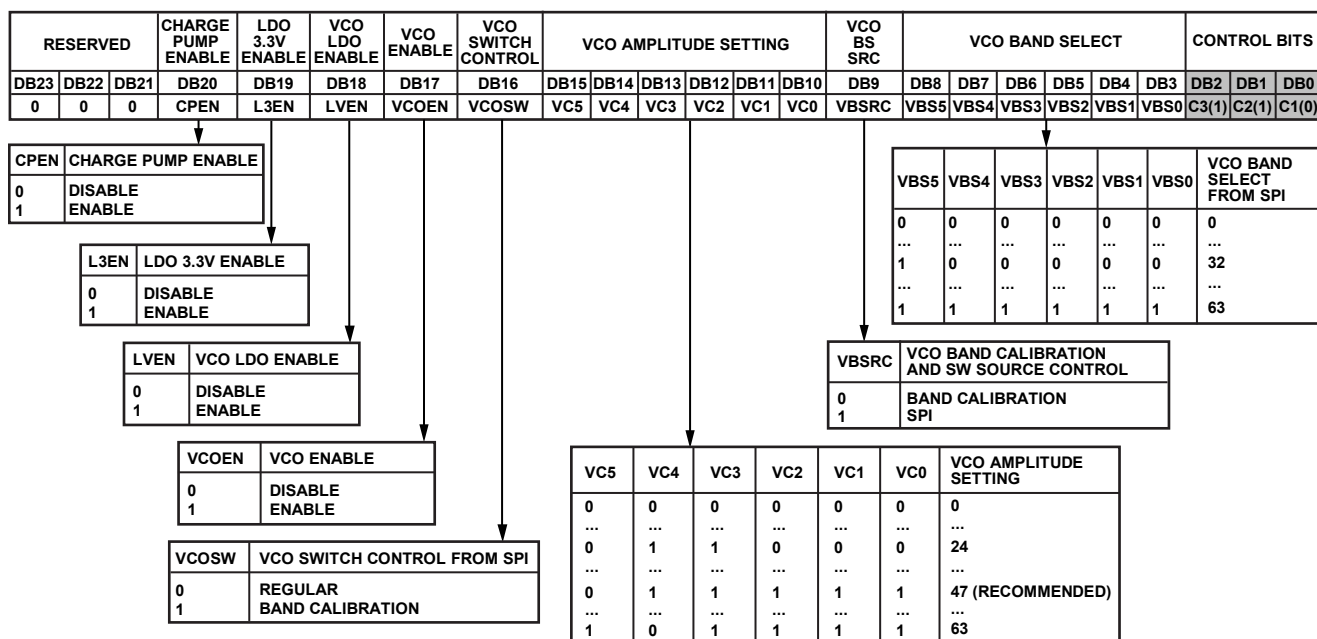 RESERVED CHARGE PUMP ENABLE LDO 3.3V ENABLE VCO LDO ENABLE VCO ENABLE VCO SWITCH CONTROL VCO AMPLITUDE SETTING VCO BS SRC VCO BAND SELECT CONTROL BITS
DB23 DB22 DB21 DB20 DB19 DB18 DB17 DB16 DB15 DB14 DB13 DB12 DB11 DB10 DB9 DB8 DB7 DB6 DB5 DB4 DB3 DB2 DB1 DB0
0 0 0 CPEN L3EN LVEN VCOEN VCOSW VC5 VC4 VC3 VC2 VC1 VC0 VBSRC VBS5 VBS4 VBS3 VBS2 VBS1 VBS0 C3(1) C2(1) C1(0)
CPEN CHARGE PUMP ENABLE
0 DISABLE
1 ENABLE
L3EN LDO 3.3V ENABLE
0 DISABLE
1 ENABLE
LVEN VCO LDO ENABLE
0 DISABLE
1 ENABLE
VCOEN VCO ENABLE
0 DISABLE
1 ENABLE
VCOSW VCO SWITCH CONTROL FROM SPI
0 REGULAR
1 BAND CALIBRATION
VBS5 VBS4 VBS3 VBS2 VBS1 VBS0 VCO BAND SELECT FROM SPI
0 0 0 0 0 0 0
... ... ... ... ... ... ...
1 0 0 0 0 0 32
... ... ... ... ... ... ...
1 1 1 1 1 1 63
VBSRC VCO BAND CALIBRATION AND SW SOURCE CONTROL
0 BAND CALIBRATION
1 SPI
VC5 VC4 VC3 VC2 VC1 VC0 VCO AMPLITUDE SETTING
0 0 0 0 0 0 0
... ... ... ... ... ... ...
0 1 1 0 0 0 24
... ... ... ... ... ... ...
0 1 1 1 1 1 47 (RECOMMENDED)
... ... ... ... ... ... ...
1 0 1 1 1 1 63